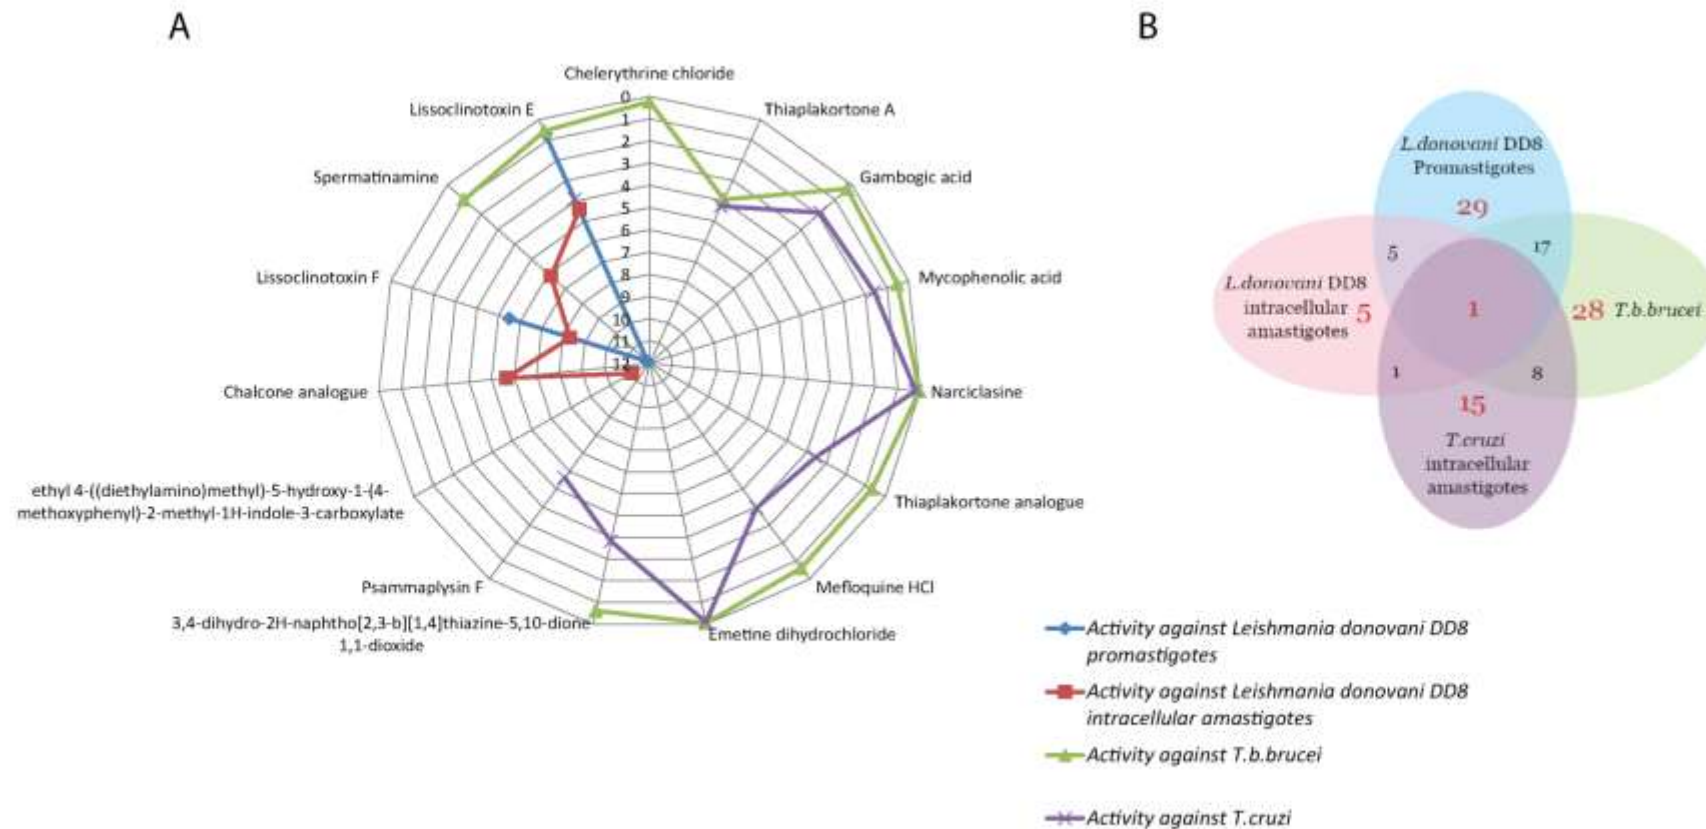 A
B
Chelerythrine chloride
Lissoclinotoxin E
Thiaplakortone A
Spermatinamine
Gambogic acid
Lissoclinotoxin F
Mycophenolic acid
Chalcone analogue
Narciclasine
ethyl 4-((diethylamino)methyl)-5-hydroxy-1-(4-
methoxyphenyl)-2-methyl-1H-indole-3-carboxylate
Thiaplakortone analogue
Psammaplysin F
Mefloquine HCl
3,4-dihydro-2H-naphtho[2,3-b][1,4]thiazine-5,10-dione
1,1-dioxide
Emetine dihydrochloride
0
1
2
3
4
5
6
7
8
9
10
11
12
L.donovani DD8
Promastigotes
29
5
17
L.donovani DD8
intracellular 5
amastigotes
1
28 T.b.brucei
1
8
15
T.cruzi
intracellular
amastigotes
Activity against Leishmania donovani DD8
promastigotes
Activity against Leishmania donovani DD8
intracellular amastigotes
Activity against T.b.brucei
Activity against T.cruzi